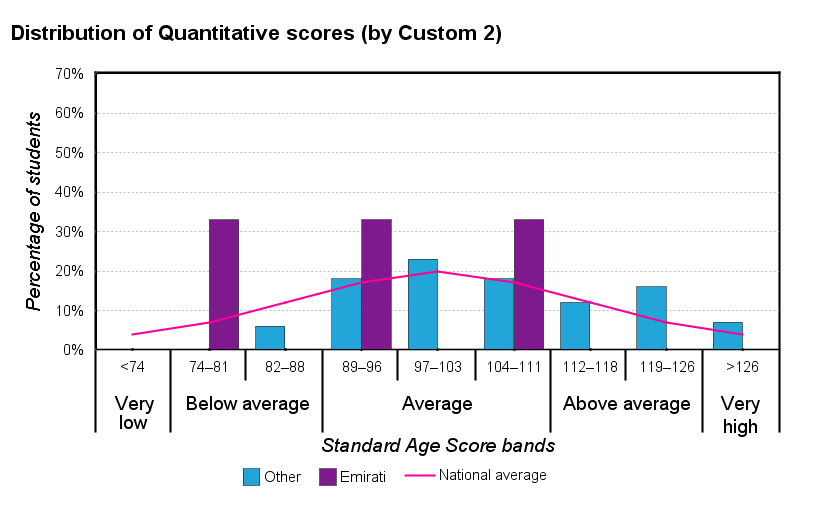 Distribution of Quantitative scores (by Custom 2)
70%
60%
50%
40%
30%
20%
10%
0%
Percentage of students
<74 74–81 82–88 89–96 97–103 104–111 112–118 119–126 >126
Very low Below average Average Above average Very high
Standard Age Score bands
Other Emirati National average